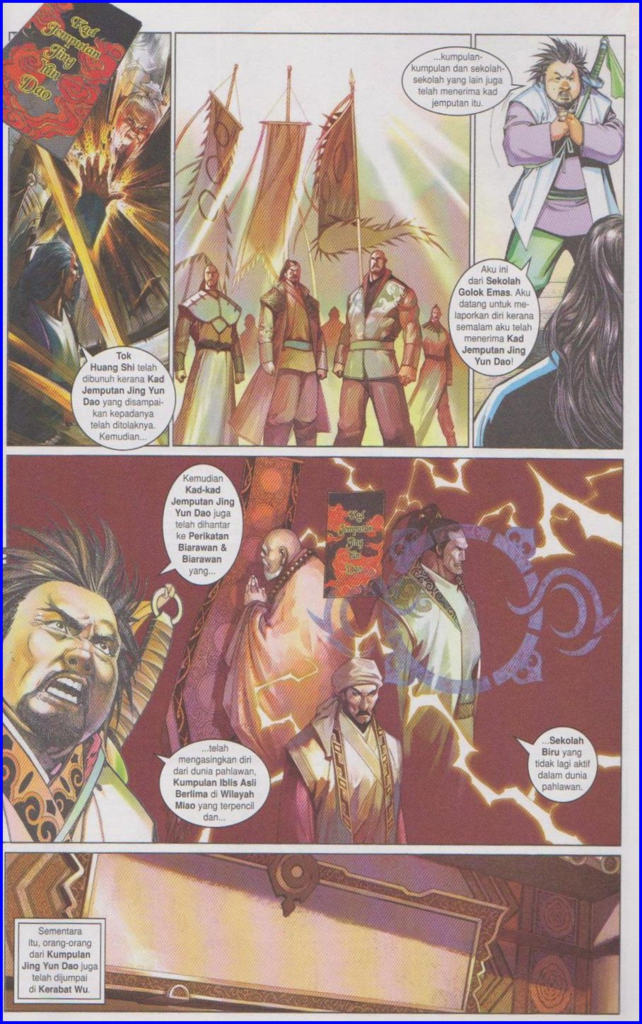 Kad
Jemputan
Jing
Yun
Dao
Tok
Huang Shi telah
dibunuh kerana Kad
Jemputan Jing Yun
Dao yang disampai-
kan kepadanya
telah ditolaknya.
Kemudian...
...kumpulan-
kumpulan dan sekolah-
sekolah yang lain juga
telah menerima kad
jemputan itu.
Aku ini
dari Sekolah
Golok Emas. Aku
datang untuk me-
laporkan diri kerana
semalam aku telah
menerima Kad
Jemputan Jing
Yun Dao!
Kemudian
Kad-kad
Jemputan Jing
Yun Dao juga
telah dihantar
ke Perikatan
Biarawan &
Biarawan
yang...
Kad
Jemputan
Jing
Yun
Dao
...telah
mengasingkan diri
dari dunia pahlawan,
Kumpulan Iblis Asli
Berlima di Wilayah
Miao yang terpencil
dan...
...Sekolah
Biru yang
tidak lagi aktif
dalam dunia
pahlawan.
Sementara
itu, orang-orang
dari Kumpulan
Jing Yun Dao juga
telah dijumpai
di Kerabat Wu.